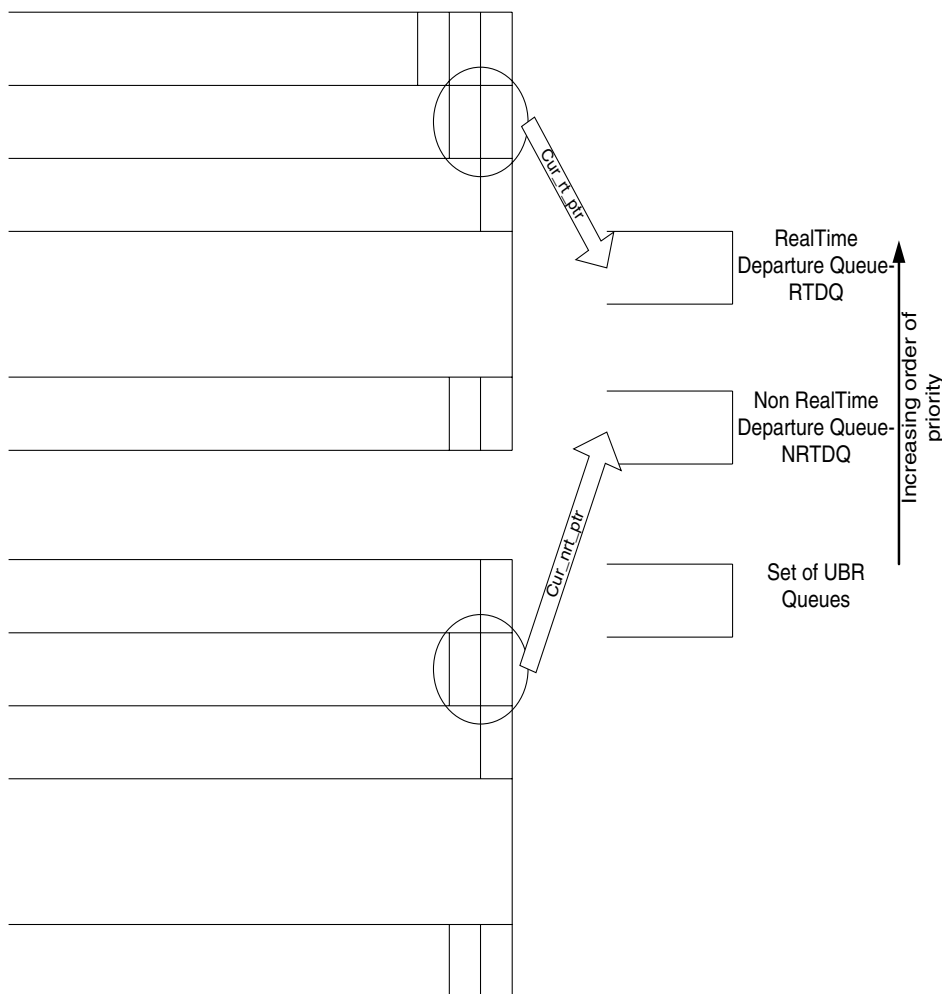 Cur_rt_ptr
RealTime
Departure Queue-
RTDQ
Non RealTime
Departure Queue-
NRTDQ
Cur_nrt_ptr
Set of UBR
Queues
Increasing order of
priority